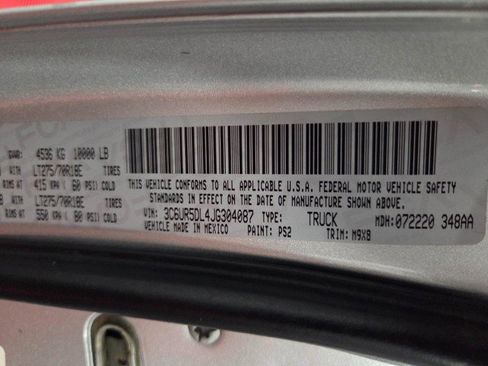 GVWR: 4536 KG 10000 LB
LT275/70R18E TIRES
RIMS AT 415 KPA ( 60 PSI) COLD
LT275/70R18E TIRES
RIMS AT 550 KPA ( 80 PSI) COLD
THIS VEHICLE CONFORMS TO ALL APPLICABLE U.S.A. FEDERAL MOTOR VEHICLE SAFETY
STANDARDS IN EFFECT ON THE DATE OF MANUFACTURE SHOWN ABOVE.
VIN: 3C6UR5DL4JG304087 TYPE: TRUCK MDH: 072220 348AA
VEHICLE MADE IN MEXICO PAINT: PS2 TRIM: M9X8